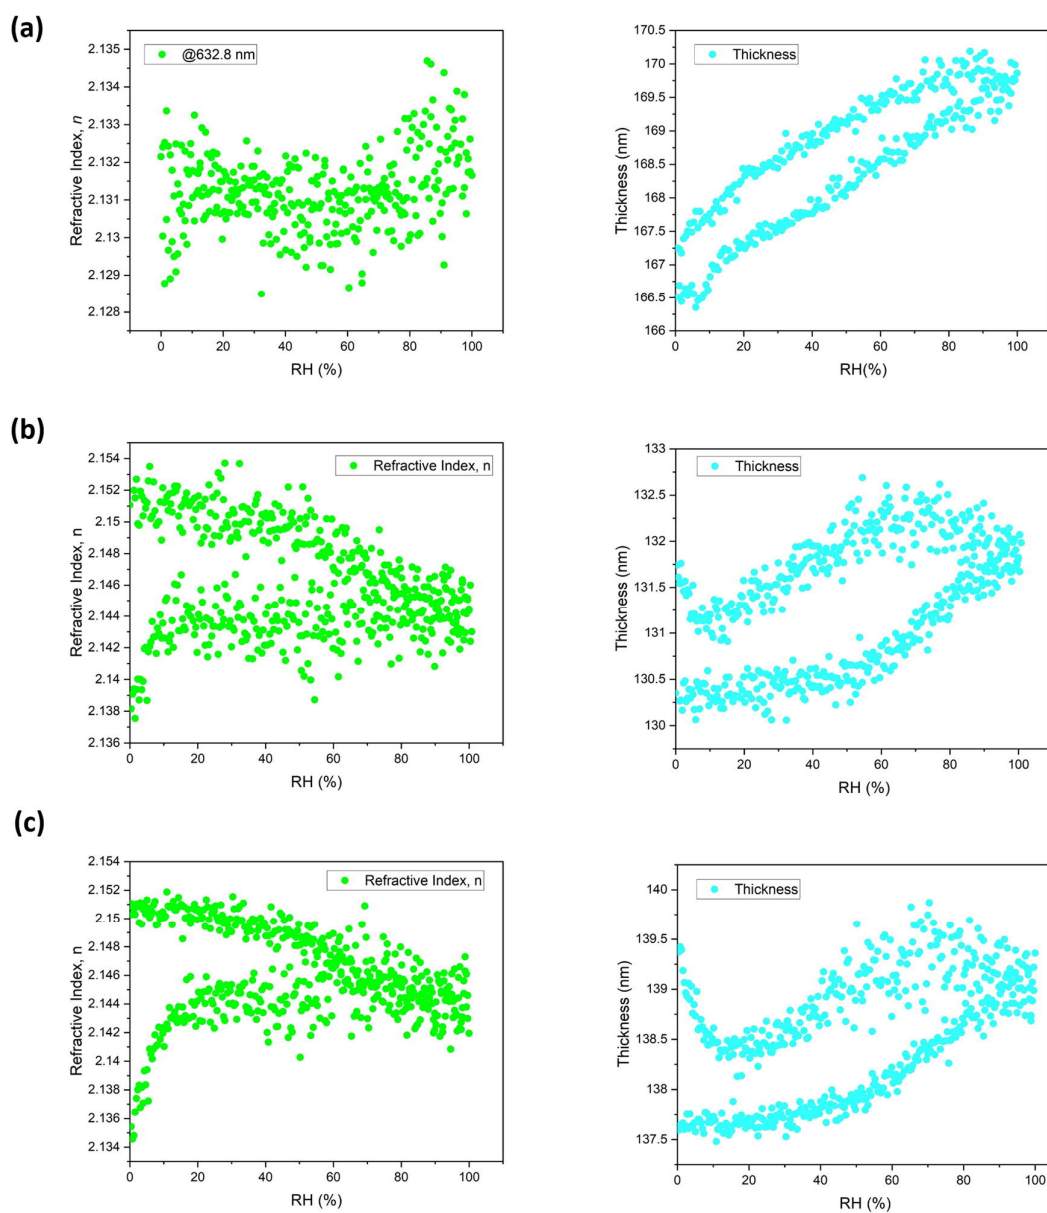 (a)
@632.8 nm
Refractive Index, n
2.135
2.134
2.133
2.132
2.131
2.13
2.129
2.128
0 20 40 60 80 100
RH (%)
Thickness
Thickness (nm)
170.5
170
169.5
169
168.5
168
167.5
167
166.5
166
0 20 40 60 80 100
RH(%)
(b)
Refractive Index, n
Refractive Index, n
2.154
2.152
2.15
2.148
2.146
2.144
2.142
2.14
2.138
2.136
0 20 40 60 80 100
RH (%)
Thickness
Thickness (nm)
133
132.5
132
131.5
131
130.5
130
0 20 40 60 80 100
RH (%)
(c)
Refractive Index, n
Refractive Index, n
2.154
2.152
2.15
2.148
2.146
2.144
2.142
2.14
2.138
2.136
2.134
0 20 40 60 80 100
RH (%)
Thickness
Thickness (nm)
140
139.5
139
138.5
138
137.5
0 20 40 60 80 100
RH (%)